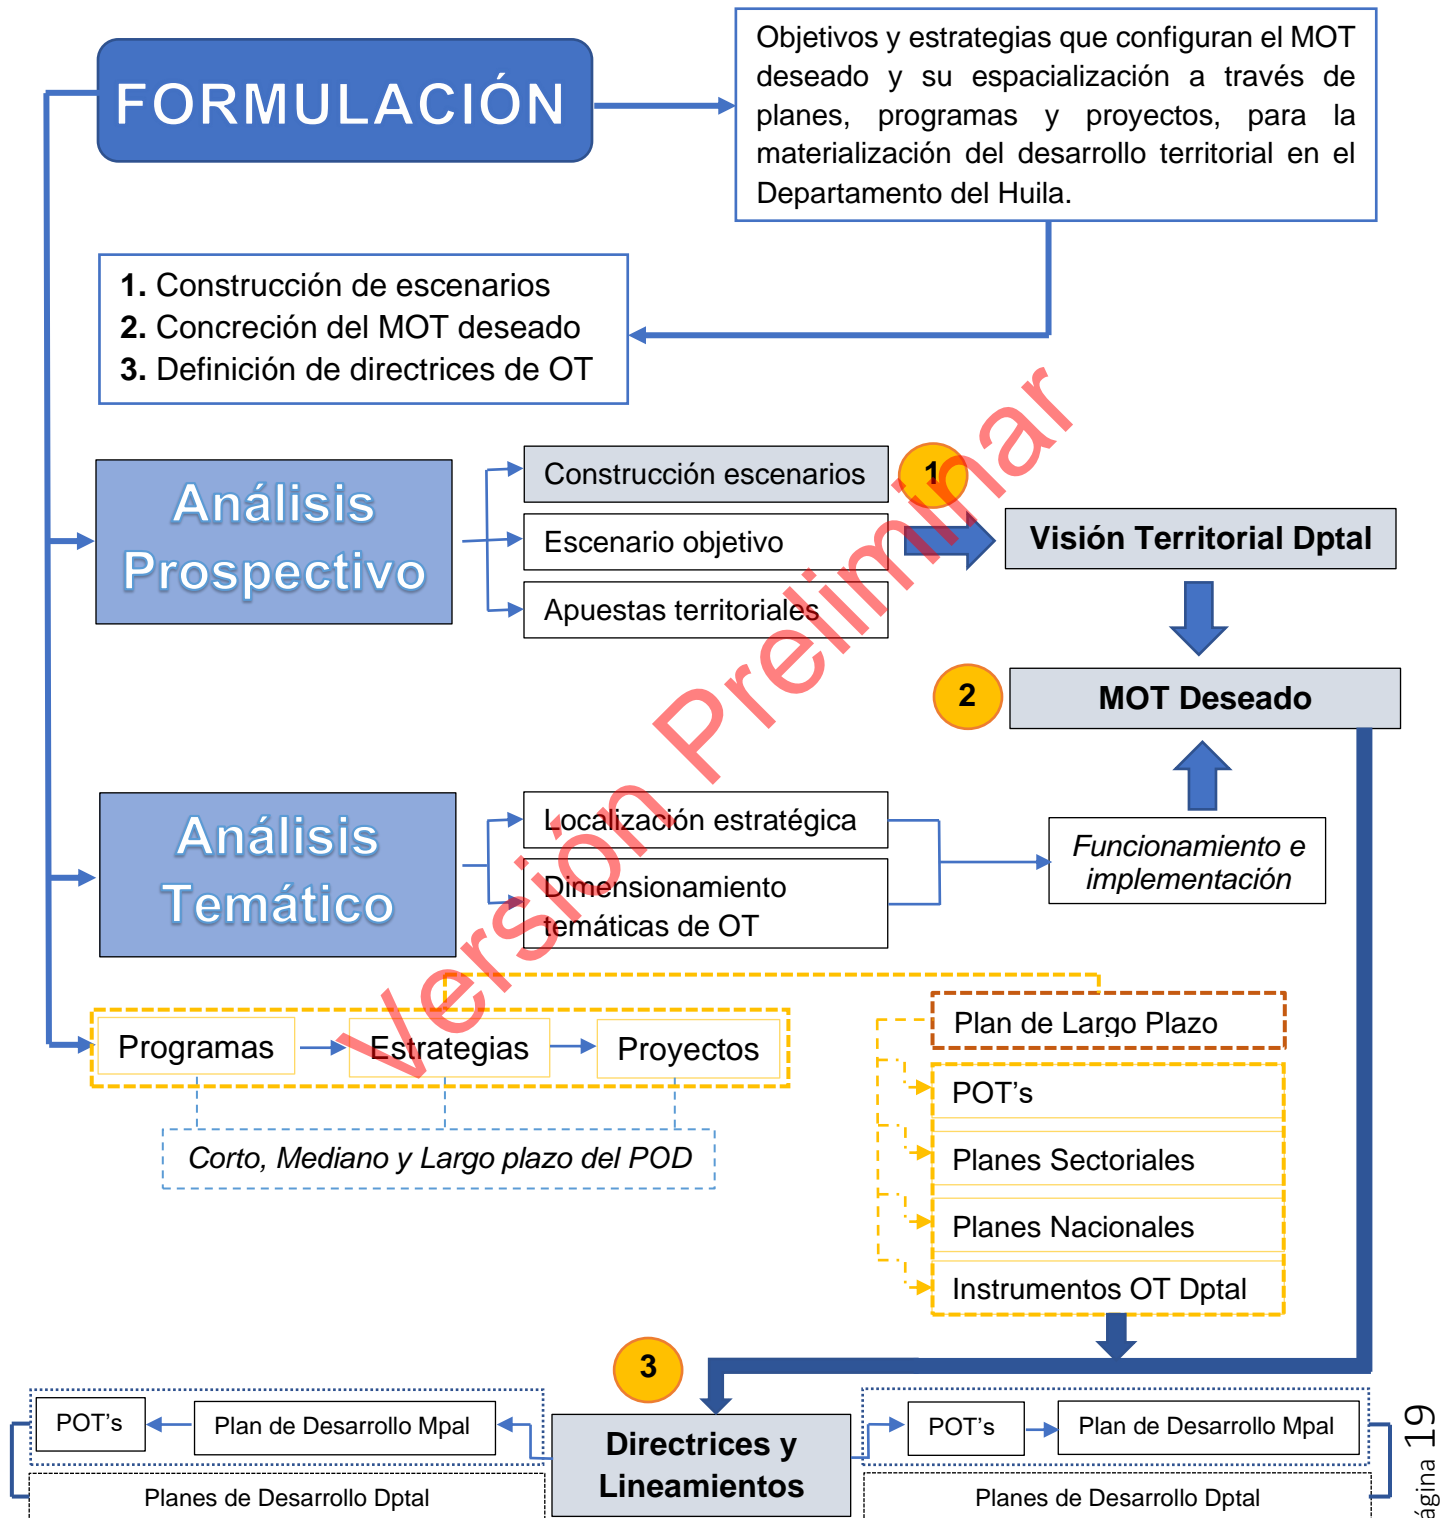 FORMULACIÓN
Objetivos y estrategias que configuran el MOT
deseado y su espacialización a través de
planes, programas y proyectos, para la
materialización del desarrollo territorial en el
Departamento del Huila.
1. Construcción de escenarios
2. Concreción del MOT deseado
3. Definición de directrices de OT
Análisis
Prospectivo
Construcción escenarios
Escenario objetivo
Apuestas territoriales
1
Visión Territorial Dptal
2
MOT Deseado
Análisis
Temático
Localización estratégica
Dimensionamiento
temáticas de OT
Funcionamiento e
implementación
Programas
Estrategias
Proyectos
Corto, Mediano y Largo plazo del POD
Plan de Largo Plazo
POT's
Planes Sectoriales
Planes Nacionales
Instrumentos OT Dptal
3
POT's
Plan de Desarrollo Mpal
Planes de Desarrollo Dptal
Directrices y
Lineamientos
POT's
Plan de Desarrollo Mpal
Planes de Desarrollo Dptal
Versión Preliminar
ágina 19